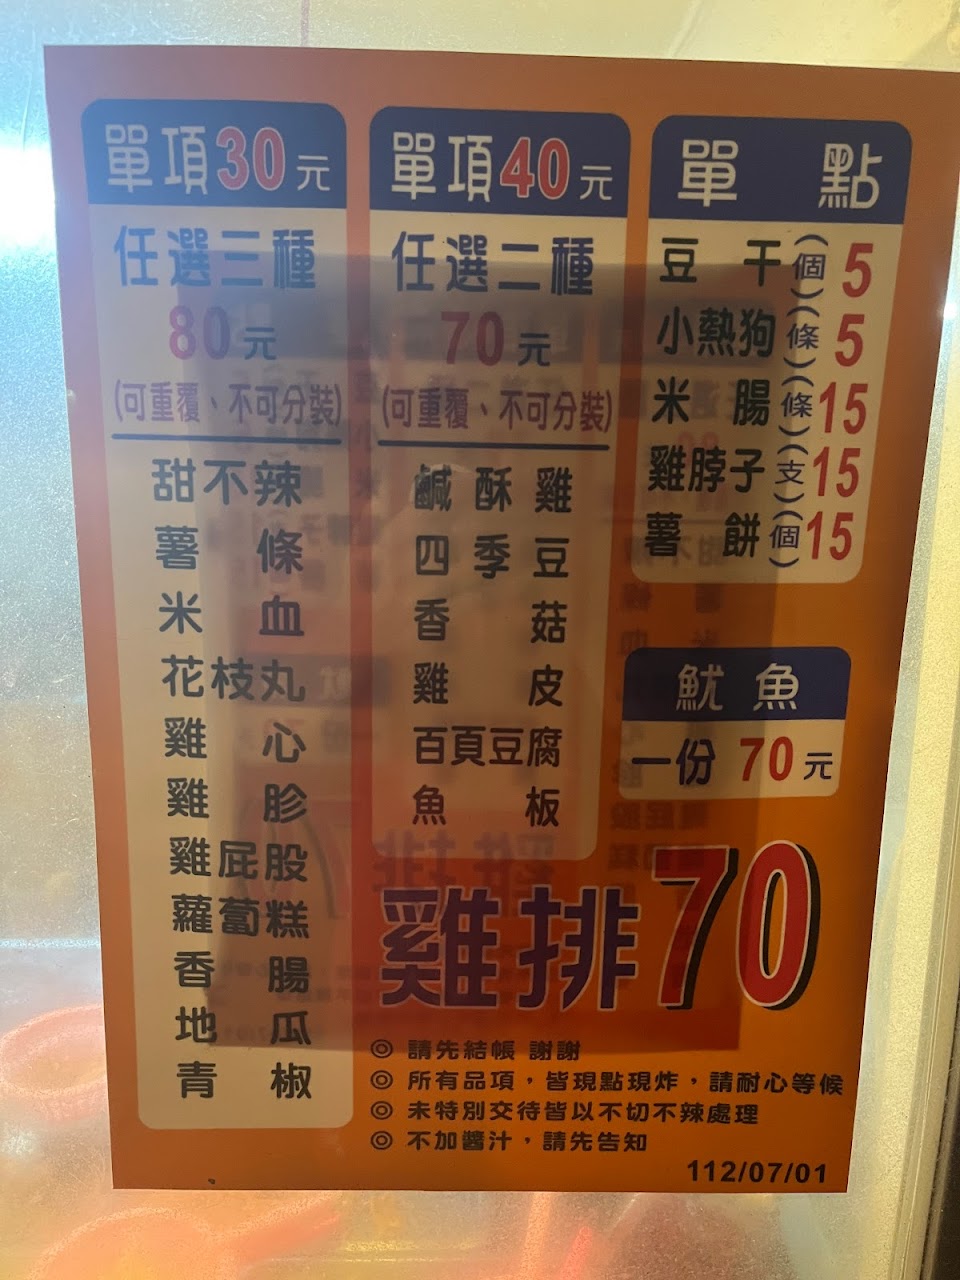 單項30元
任選三種
80元
(可重覆、不可分裝)
甜不辣
薯條
米血
花枝丸
雞心
雞胗
雞屁股
蘿蔔糕
香腸
地瓜
青椒
單項40元
任選二種
70元
(可重覆、不可分裝)
鹹酥雞
四季豆
香菇
雞皮
百頁豆腐
魚板
單點
豆干(個)5
小熱狗(條)5
米腸(條)15
雞脖子(支)15
薯餅(個)15
魷魚
一份 70元
雞排70
◎ 請先結帳 謝謝
◎ 所有品項，皆現點現炸，請耐心等候
◎ 未特別交待皆以不切不辣處理
◎ 不加醬汁，請先告知
112/07/01